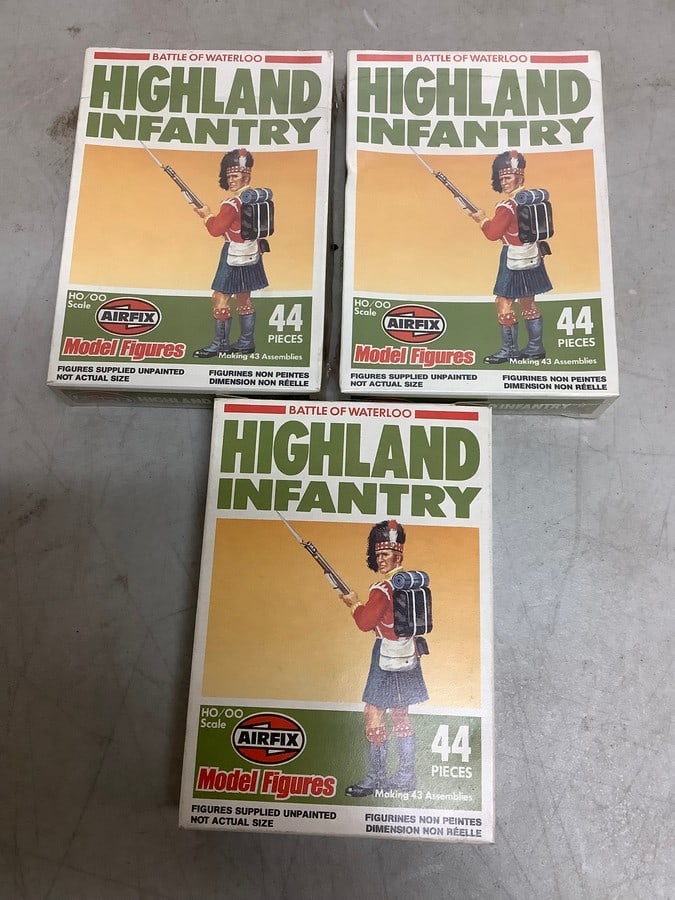 BATTLE OF WATERLOO
HIGHLAND
INFANTRY
HO/OO
Scale
AIRFIX
Model Figures
44
PIECES
Making 43 Assemblies
FIGURES SUPPLIED UNPAINTED
NOT ACTUAL SIZE
FIGURINES NON PEINTES
DIMENSION NON RÉELLE
HIGHLAND
BATTLE OF WATERLOO
HIGHLAND
INFANTRY
HO/OO
Scale
AIRFIX
Model Figures
44
PIECES
Making 43 Assemblies
FIGURES SUPPLIED UNPAINTED
NOT ACTUAL SIZE
FIGURINES NON PEINTES
DIMENSION NON RÉELLE
INFANTRY
BATTLE OF WATERLOO
HIGHLAND
INFANTRY
HO/OO
Scale
AIRFIX
Model Figures
44
PIECES
Making 43 Assemblies
FIGURES SUPPLIED UNPAINTED
NOT ACTUAL SIZE
FIGURINES NON PEINTES
DIMENSION NON RÉELLE